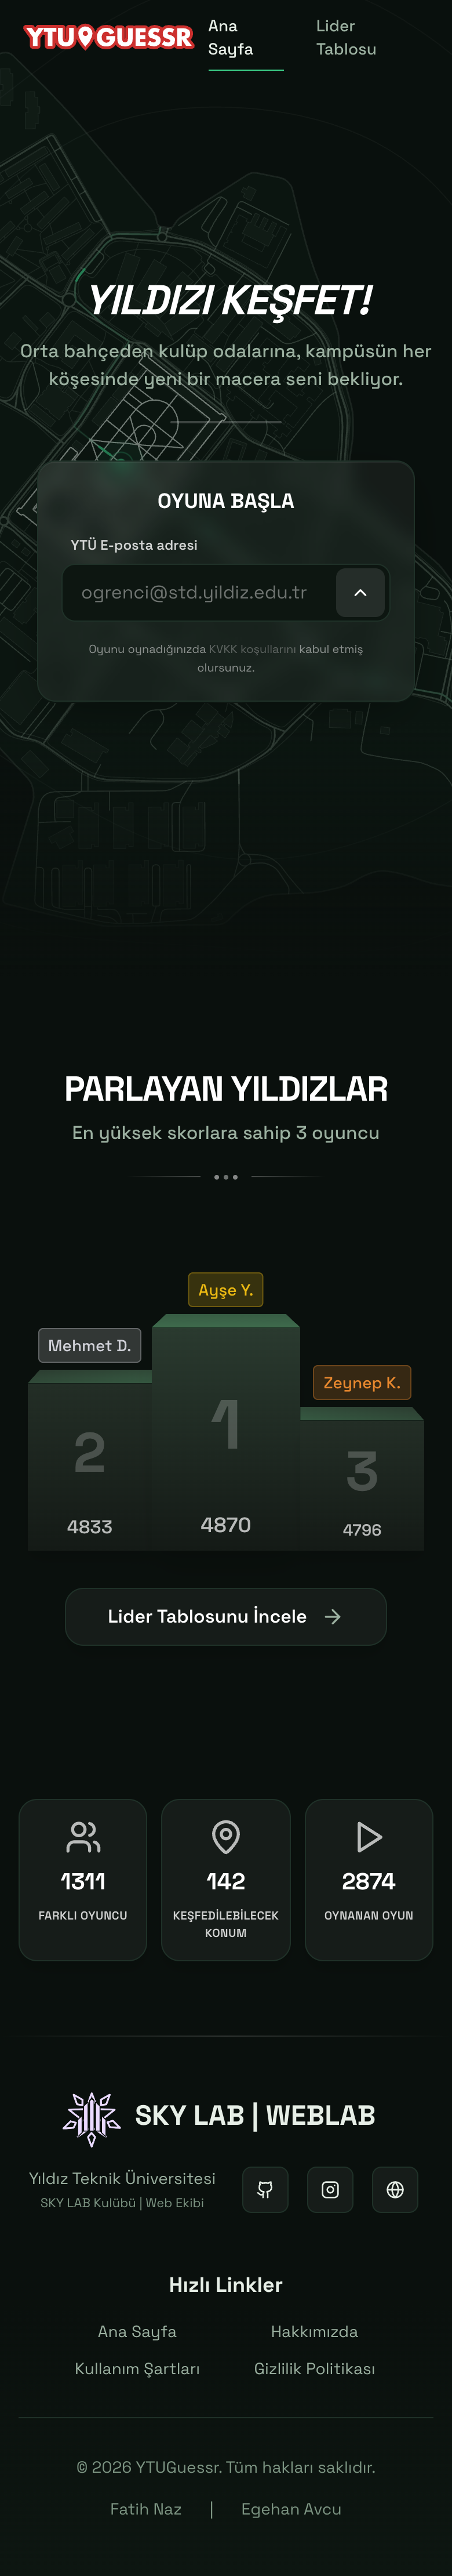 YTU GUESSR
Ana
Sayfa
Lider
Tablosu
YILDIZI KEŞFET!
Orta bahçeden kulüp odalarına, kampüsün her
köşesinde yeni bir macera seni bekliyor.
OYUNA BAŞLA
YTÜ E-posta adresi
ogrenci@std.yildiz.edu.tr
Oyunu oynadığınızda KVKK koşullarını kabul etmiş
olursunuz.
PARLAYAN YILDIZLAR
En yüksek skorlara sahip 3 oyuncu
Ayşe Y.
Mehmet D.
Zeynep K.
1
2
3
4833
4870
4796
Lider Tablosunu İncele
1311
FARKLI OYUNCU
142
KEŞFEDİLEBİLECEK
KONUM
2874
OYNANAN OYUN
SKY LAB | WEBLAB
Yıldız Teknik Üniversitesi
SKY LAB Kulübü | Web Ekibi
Hızlı Linkler
Ana Sayfa
Hakkımızda
Kullanım Şartları
Gizlilik Politikası
© 2026 YTUGuessr. Tüm hakları saklıdır.
Fatih Naz | Egehan Avcu